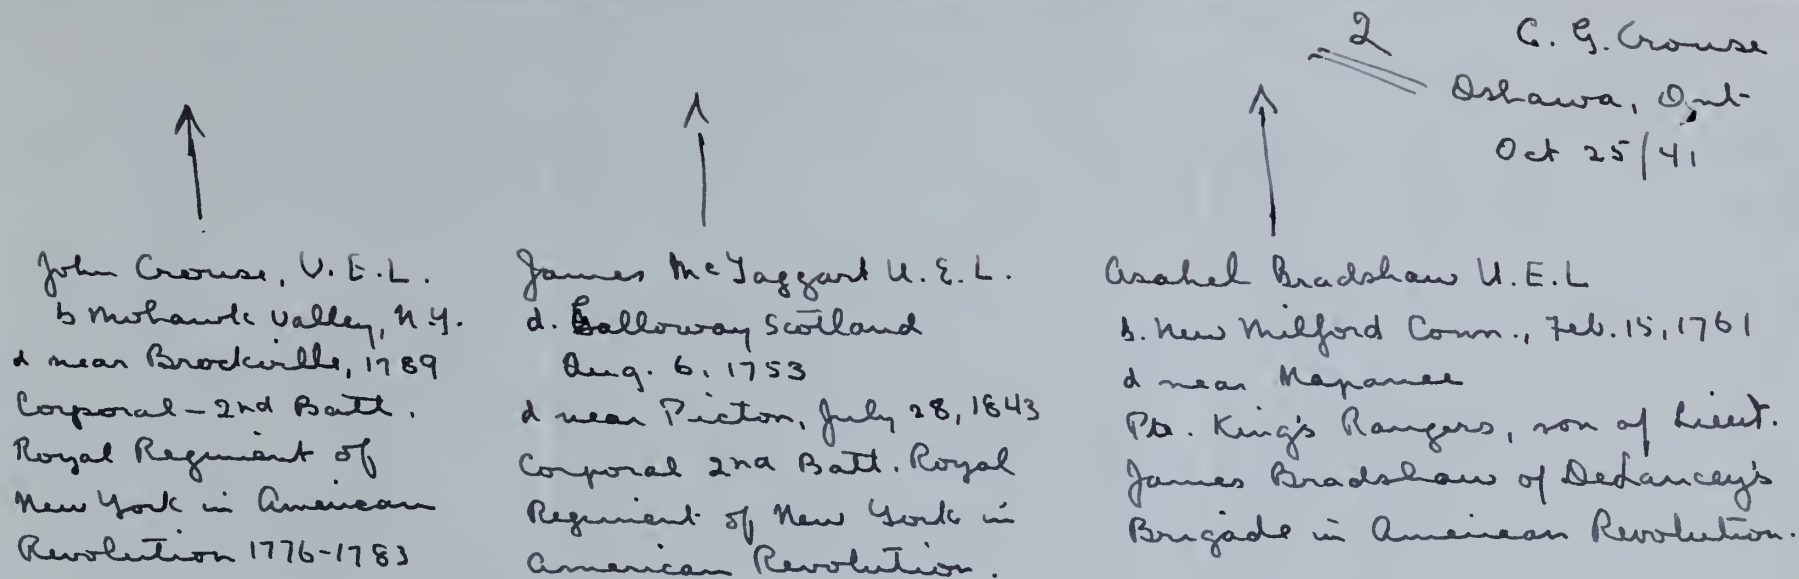 2
C. G. Crouse
Oshawa, Ont
Oct 25/41
John Crouse, U.E.L.
b Mohawk Valley, N.Y.
d near Brockville, 1789
Corporal - 2nd Batt.
Royal Regiment of
New York in American
Revolution 1776-1783
James McTaggart U.E.L.
d. Galloway Scotland
Aug. 6, 1753
d near Picton, July 28, 1843
Corporal 2nd Batt. Royal
Regiment of New York in
American Revolution.
Asahel Bradshaw U.E.L
b. New Milford Conn., Feb. 15, 1761
d near Napanee
Pte. King's Rangers, son of Lieut.
James Bradshaw of DeLancey's
Brigade in American Revolution.